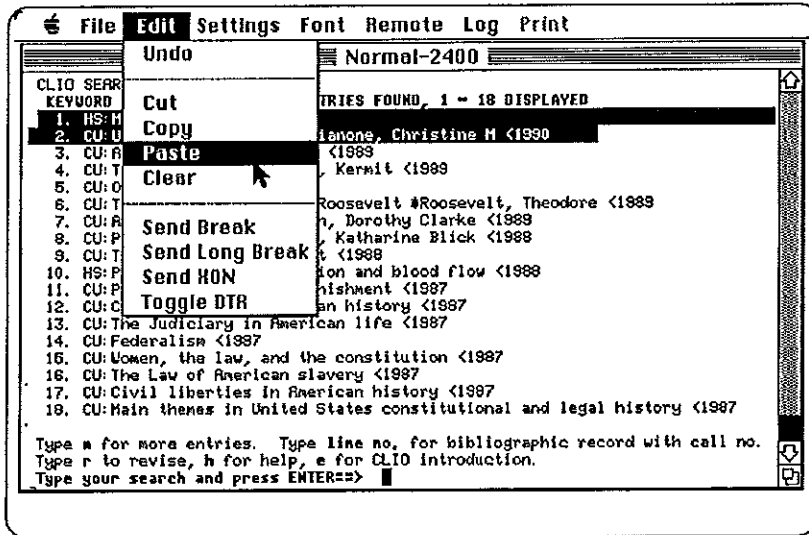 File Edit Settings Font Remote Log Print
Normal-2400
Undo
Cut
Copy
Paste
Clear
Send Break
Send Long Break
Send XON
Toggle DTR
CLIO SEAR
KEYWORD TRIES FOUND, 1 - 18 DISPLAYED
1. HS:M
2. CU:U ianone, Christine M <1990
3. CU:A <1989
4. CU:T , Kermit <1989
5. CU:O
6. CU:T Roosevelt #Roosevelt, Theodore <1989
7. CU:A n, Dorothy Clarke <1989
8. CU:P , Katharine Blick <1988
9. CU:T t <1988
10. HS:P ion and blood flow <1988
11. CU:P nishment <1987
12. CU:C an history <1987
13. CU:The Judiciary in American life <1987
14. CU:Federalism <1987
15. CU:Women, the law, and the constitution <1987
16. CU:The Law of American slavery <1987
17. CU:Civil liberties in American history <1987
18. CU:Main themes in United States constitutional and legal history <1987
Type m for more entries. Type line no. for bibliographic record with call no.
Type r to revise, h for help, e for CLIO introduction.
Type your search and press ENTER==>